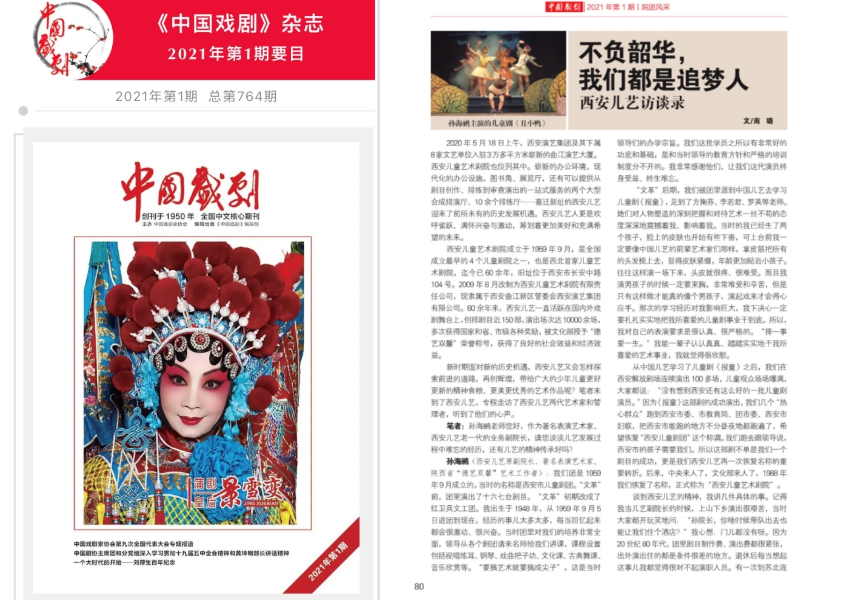 中国戏剧
《中国戏剧》杂志
2021年第1期要目
2021年第1期 总第764期
中国戏剧
创刊于 1950 年 全国中文核心期刊
主办 中国戏剧家协会 编辑出版《中国戏剧》编辑部
蒲剧
皇后
景雪变
JING XUEBIAN
中国戏剧家协会第九次全国代表大会专题报道
中国剧协主席团和分党组深入学习贯彻十九届五中全会精神和黄坤明部长讲话精神
一个大时代的开始——刘厚生百年纪念
2021年第1期
中国戏剧 2021 年第 1 期 | 院团风采
孙海鸥主演的儿童剧《丑小鸭》
不负韶华，
我们都是追梦人
西安儿艺访谈录
文/南 璐
2020 年 5 月 18 日上午，西安演艺集团及其下属
8 家文艺单位入驻 3 万多平方米崭新的曲江演艺大厦。
西安儿童艺术剧院也位列其中。崭新的办公环境，现
代化的办公设施，图书角、展览厅，还有可以提供从
剧目创作、排练到审查演出的一站式服务的两个大型
合成排演厅、10 余个排练厅……喜迁新址的西安儿艺
迎来了前所未有的历史发展机遇。西安儿艺人更是欢
呼雀跃、满怀兴奋与激动，筹划着更加美好和充满希
望的未来。
西安儿童艺术剧院成立于 1959 年 9 月，是全国
成立最早的 4 个儿童剧院之一，也是西北首家儿童艺
术剧院，迄今已 60 余年，旧址位于西安市长安中路
104 号。2009 年 8 月改制为西安儿童艺术剧院有限责
任公司，现隶属于西安曲江新区管委会西安演艺集团
有限公司。60 余年来，西安儿艺一直活跃在国内外戏
剧舞台上，创排剧目近 150 部，演出场次达 10000 余场，
多次获得国家和省、市级各种奖励，被文化部授予“德
艺双馨”荣誉称号，获得了良好的社会效益和经济效
益。
新时期面对新的历史机遇，西安儿艺又会怎样探
索前进的道路，再创辉煌，带给广大的少年儿童更好
更新的精神食粮、更美更优秀的艺术作品呢？笔者来
到了西安儿艺，专程走访了西安儿艺两代艺术家和管
理者，听到了他们的心声。
笔者：孙海鸥老师您好，作为著名表演艺术家、
西安儿艺老一代的业务副院长，请您谈谈儿艺发展过
程中难忘的经历，还有儿艺的精神传承好吗？
孙海鸥（西安儿艺原副院长、著名表演艺术家、
陕西省“德艺双馨”艺术工作者）：我们团是 1959
年 9 月成立的，当时的名称是西安市儿童剧团。“文革”
前，团里演出了十六七台剧目。“文革”初期改成了
红卫兵文工团。我出生于 1948 年，从 1959 年 9 月 5
日进团到现在，经历的事儿太多太多，每当回忆起来
都会很激动、很兴奋。当时团里对我们的培养非常全
面，领导从各个剧团请来名师给我们讲课，课程设置
包括视唱练耳、钢琴、戏曲把子功、文化课、古典舞课、
音乐欣赏等。“要搞艺术就要搞成尖子”，这是当时
领导们的办学宗旨。我们这批学员之所以有非常好的
功底和基础，是和当时领导的教育方针和严格的培训
制度分不开的。我非常感谢他们，让我们这代演员终
身受益、终生难忘。
“文革”后期，我们被团里派到中国儿艺去学习
儿童剧《报童》，见到了方掬芬、李若君、罗英等老师。
她们对人物塑造的深刻把握和对待艺术一丝不苟的态
度深深地震撼着我、影响着我。当时的我已经生了两
个孩子，脸上的皮肤也开始有些下垂，可上台前我一
定要像中国儿艺的前辈艺术家们那样，拿皮筋把所有
的头发梳上去，显得皮肤紧绷，年龄更加贴近小孩子。
往往这样演一场下来，头皮就很疼、很难受。而且我
演男孩子的时候一定要束胸，非常难受和辛苦，但是
只有这样做才能真的像个男孩子，演起戏来才会得心
应手。那次的学习经历对我影响巨大，我下决心一定
要扎扎实实地把我所喜爱的儿童剧事业干到底。所以，
我对自己的表演要求是很认真、很严格的。“择一事
爱一生。”我能一辈子认认真真、踏踏实实地干我所
喜爱的艺术事业，我就觉得很欣慰。
从中国儿艺学习了儿童剧《报童》之后，我们在
西安解放剧场连续演出 100 多场，儿童观众场场爆满，
大家都说：“没有想到西安还有这么好的一批儿童剧
演员。”因为《报童》这部剧的成功演出，我们几个“热
心群众”跑到西安市委、市教育局、团市委、西安市
妇联，把西安市能跑的地方不分昼夜地都跑遍了，希
望恢复“西安儿童剧团”这个称谓。我们跑去跟领导说，
西安市的孩子需要我们。所以这部剧不单是我们一个
剧目的成功，更是我们西安儿艺再一次恢复名称的重
要转折。后来，中央来人了，文化部来人了，1988 年
我们恢复了名称，正式称为“西安儿童艺术剧院”。
谈到西安儿艺的精神，我讲几件具体的事。记得
我当儿艺副院长的时候，上山下乡演出很艰苦，当时
大家都开玩笑地问：“孙院长，你啥时候带队出去也
能让我们住个酒店？”我心想：门儿都没有呀。因为
20 世纪 80 年代，团里剧目制作费、演出费都很紧张，
出外演出住的都是条件很差的地方。退休后每当想起
这事儿我都觉得很对不起演职人员。有一次到苏北连
80